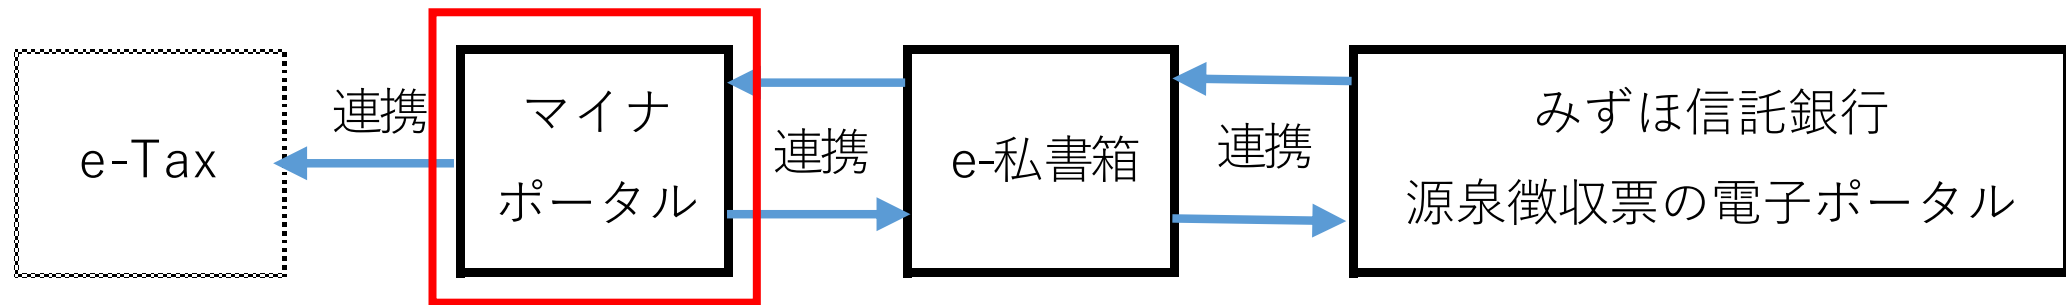 e-Tax
連携
マイナ
ポータル
連携
e-私書箱
連携
みずほ信託銀行
源泉徴収票の電子ポータル